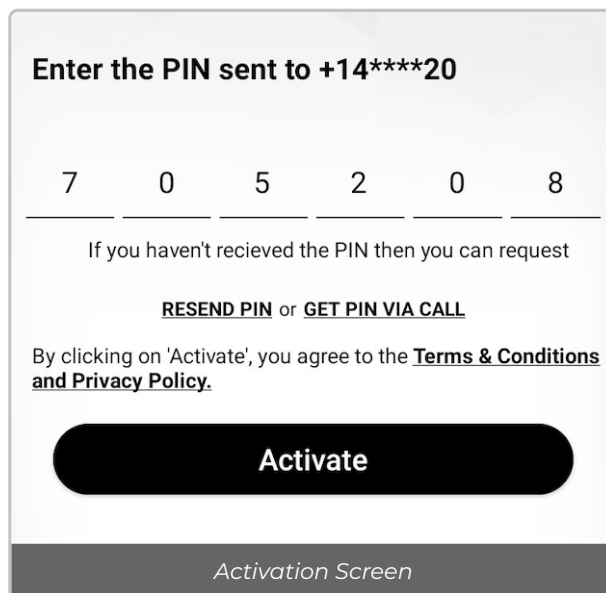 Enter the PIN sent to +14****20
7 0 5 2 0 8
If you haven't recieved the PIN then you can request
RESEND PIN or GET PIN VIA CALL
By clicking on 'Activate', you agree to the Terms & Conditions
and Privacy Policy.
Activate
Activation Screen